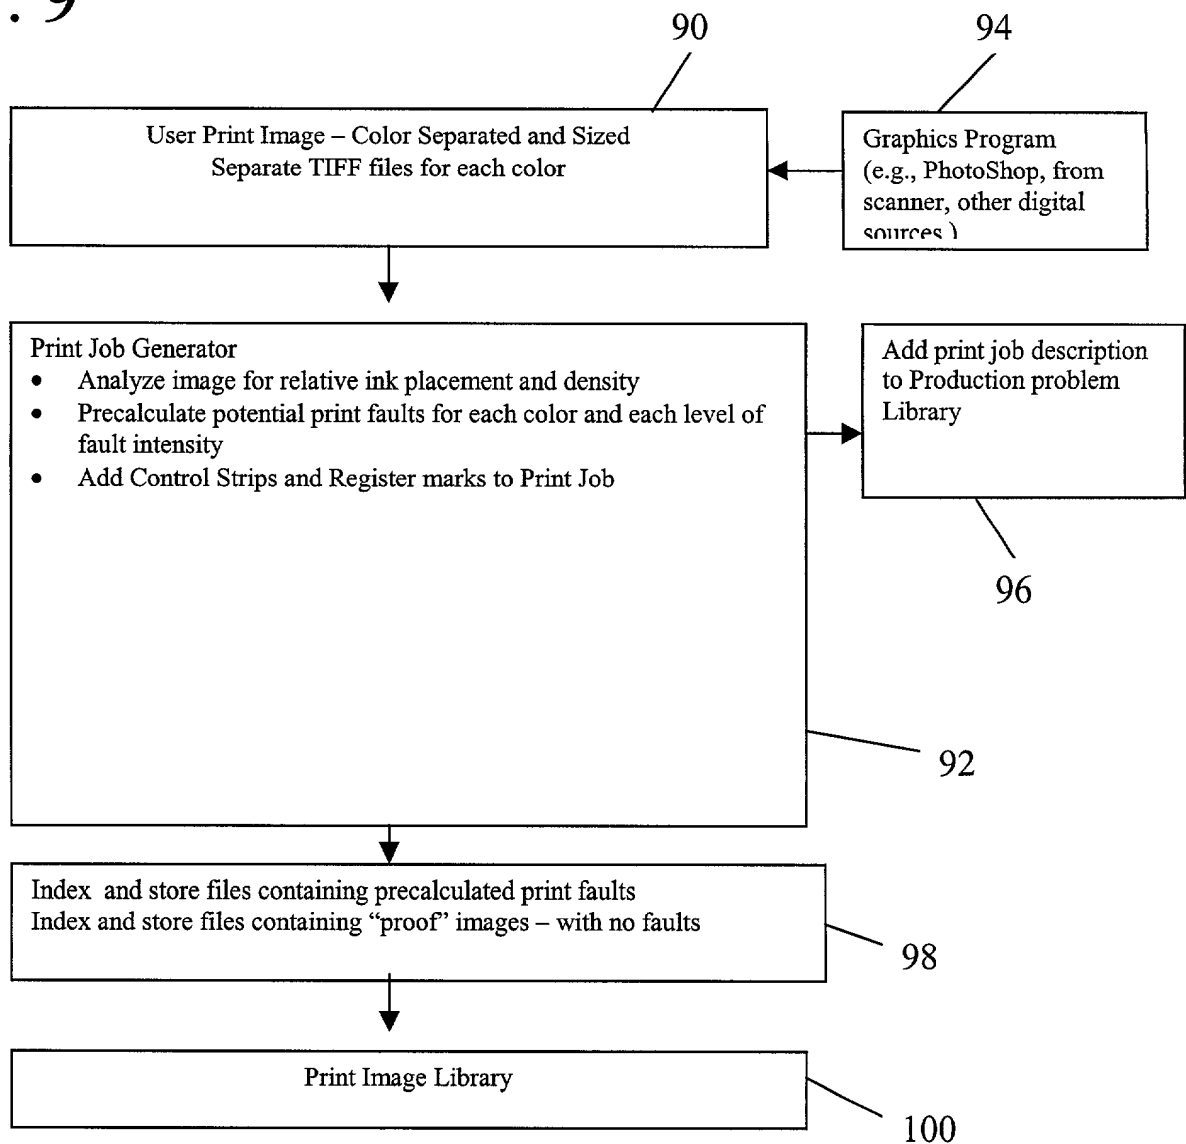 . 9
90
94
User Print Image – Color Separated and Sized
Separate TIFF files for each color
Graphics Program
(e.g., PhotoShop, from
scanner, other digital
sources.)
Print Job Generator
• Analyze image for relative ink placement and density
• Precalculate potential print faults for each color and each level of
fault intensity
• Add Control Strips and Register marks to Print Job
Add print job description
to Production problem
Library
96
92
Index and store files containing precalculated print faults
Index and store files containing “proof” images – with no faults
98
Print Image Library
100